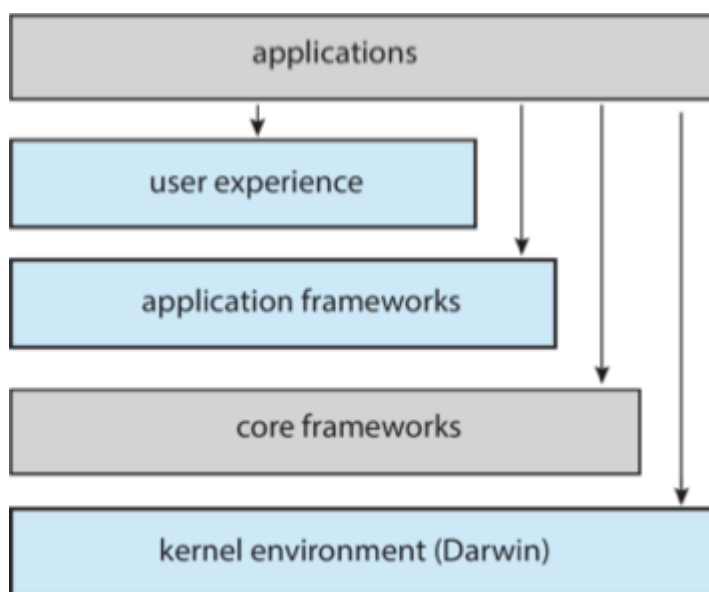 applications
user experience
application frameworks
core frameworks
kernel environment (Darwin)